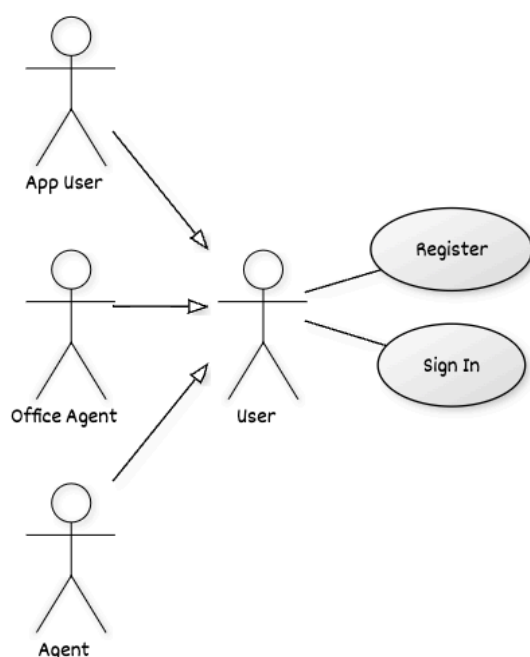 App User
Register
Sign In
Office Agent
User
Agent